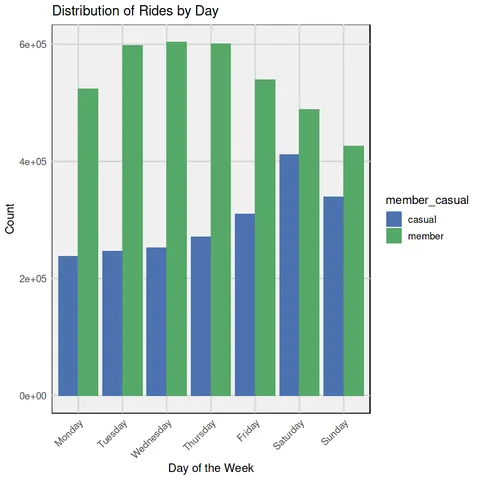 Distribution of Rides by Day
6e+05
4e+05
2e+05
0e+00
Count
Monday
Tuesday
Wednesday
Thursday
Friday
Saturday
Sunday
Day of the Week
member_casual
casual
member